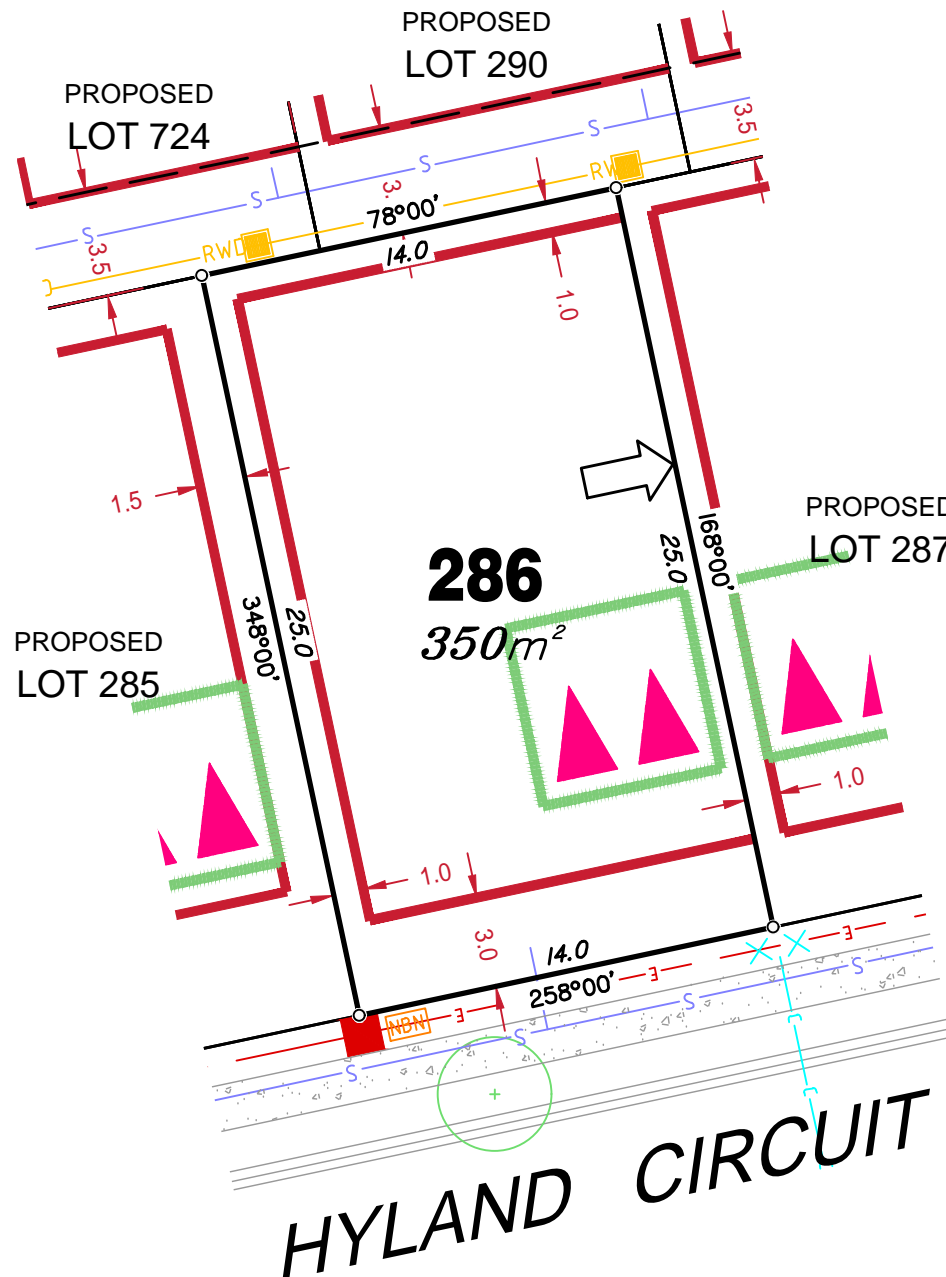 PROPOSED
LOT 290
PROPOSED
LOT 724
S
S
S
S
3.5
3.5
RWD
3.
78°00'
14.0
1.0
1.5
25.0
168°00'
PROPOSED
LOT 287
286
350m²
348°00'
25.0
PROPOSED
LOT 285
1.0
1.0
3.0
14.0
258°00'
E
E
E
NBN
S
S
S
S
HYLAND CIRCUIT